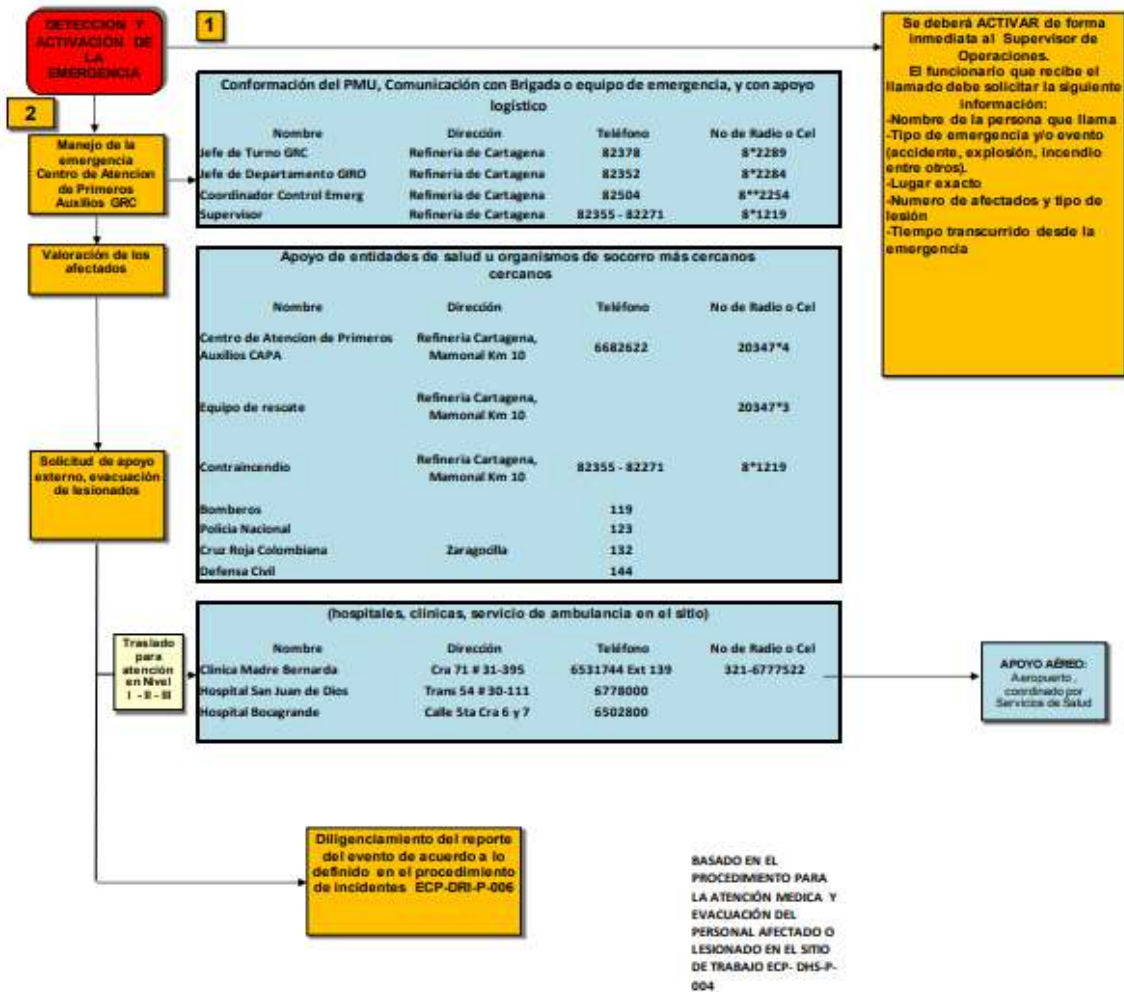 DETECCION Y
ACTIVACIÓN DE
LA
EMERGENCIA
1
Se deberá ACTIVAR de forma
inmediata al Supervisor de
Operaciones.
El funcionario que recibe el
llamado debe solicitar la siguiente
información:
-Nombre de la persona que llama
-Tipo de emergencia y/o evento
(accidente, explosión, incendio
entre otros).
-Lugar exacto
-Numero de afectados y tipo de
lesión
-Tiempo transcurrido desde la
emergencia
2
Manejo de la
emergencia
Centro de Atencion
de Primeros
Auxilios GRC
Conformación del PMU, Comunicación con Brigada o equipo de emergencia, y con apoyo
logístico
Nombre Dirección Teléfono No de Radio o Cel
Jefe de Turno GRC Refineria de Cartagena 82378 8*2289
Jefe de Departamento GIRO Refineria de Cartagena 82352 8*2284
Coordinador Control Emerg Refineria de Cartagena 82504 8**2254
Supervisor Refineria de Cartagena 82355 - 82271 8*1219
Valoración de los
afectados
Apoyo de entidades de salud u organismos de socorro más cercanos
cercanos
Nombre Dirección Teléfono No de Radio o Cel
Centro de Atencion de Primeros
Auxilios CAPA
Refineria Cartagena,
Mamonal Km 10
6682622 20347*4
Equipo de rescate
Refineria Cartagena,
Mamonal Km 10
20347*3
Contraincendio
Refineria Cartagena,
Mamonal Km 10
82355 - 82271 8*1219
Bomberos 119
Policia Nacional 123
Cruz Roja Colombiana Zaragocilla 132
Defensa Civil 144
Solicitud de apoyo
externo, evacuación
de lesionados
Traslado
para
atención
en Nivel
I - II - III
(hospitales, clinicas, servicio de ambulancia en el sitio)
Nombre Dirección Teléfono No de Radio o Cel
Clinica Madre Bernarda Cra 71 # 31-395 6531744 Ext 139 321-6777522
Hospital San Juan de Dios Trans 54 # 30-111 6778000
Hospital Bocagrande Calle 5ta Cra 6 y 7 6502800
APOYO AÉREO:
Aeropuerto,
coordinado por
Servicios de Salud
Diligenciamiento del reporte
del evento de acuerdo a lo
definido en el procedimiento
de incidentes ECP-DRI-P-006
BASADO EN EL
PROCEDIMIENTO PARA
LA ATENCIÓN MEDICA Y
EVACUACIÓN DEL
PERSONAL AFECTADO O
LESIONADO EN EL SITIO
DE TRABAJO ECP- DHS-P-
004